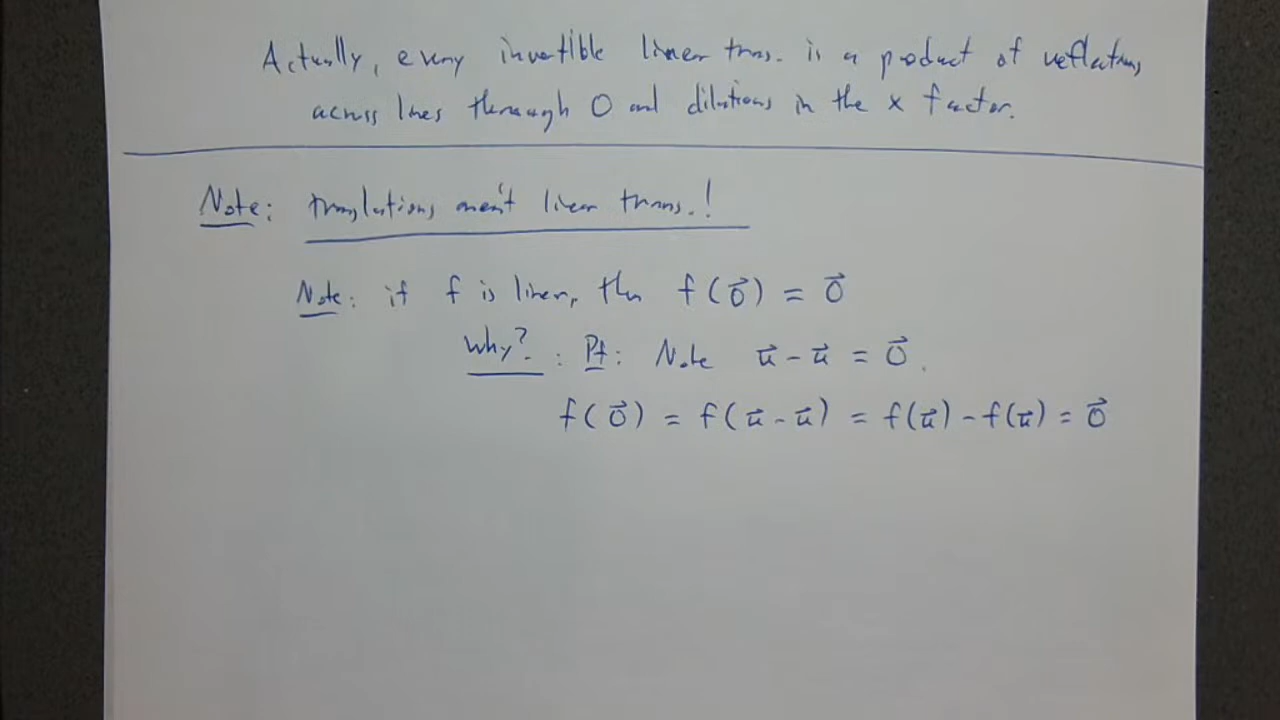 Actually, every invertible linear trans. is a product of reflections
across lines through O and dilations in the x factor.
Note: translations aren't linear trans.!
Note: if f is linear, then f(0⃗) = 0⃗
Why? : Pf: Note u⃗ - u⃗ = 0⃗.
f(0⃗) = f(u⃗ - u⃗) = f(u⃗) - f(u⃗) = 0⃗